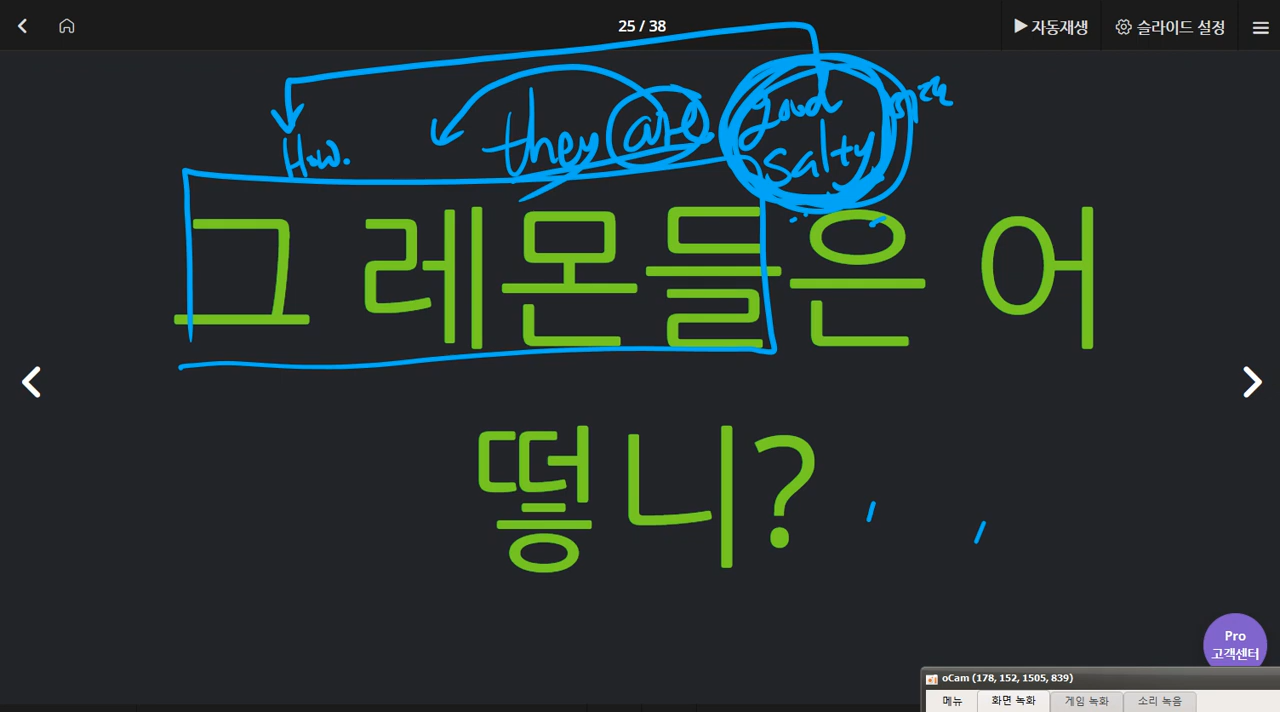 25 / 38
▶ 자동재생
슬라이드 설정
How.
they are good
salty
그 레몬들은 어
떻니?
Pro
고객센터
oCam (178, 152, 1505, 839)
메뉴 화면 녹화 게임 녹화 소리 녹음